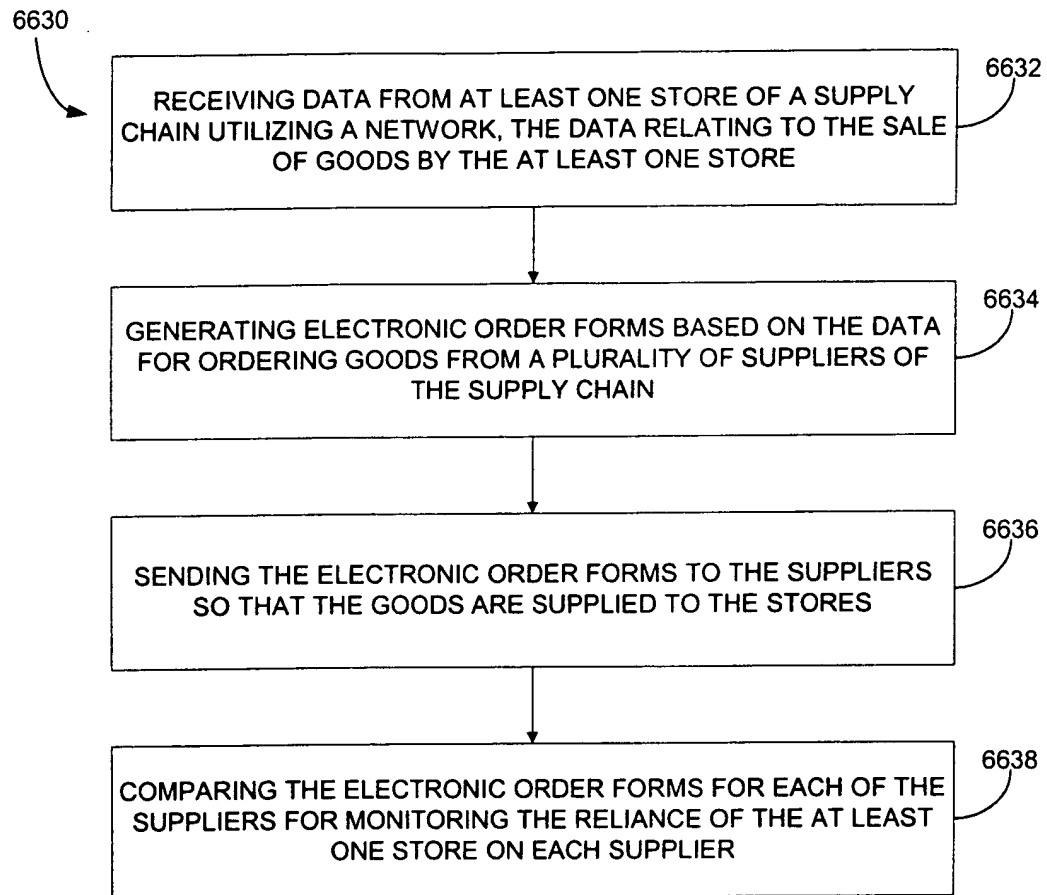 6630
6632
RECEIVING DATA FROM AT LEAST ONE STORE OF A SUPPLY
CHAIN UTILIZING A NETWORK, THE DATA RELATING TO THE SALE
OF GOODS BY THE AT LEAST ONE STORE
6634
GENERATING ELECTRONIC ORDER FORMS BASED ON THE DATA
FOR ORDERING GOODS FROM A PLURALITY OF SUPPLIERS OF
THE SUPPLY CHAIN
6636
SENDING THE ELECTRONIC ORDER FORMS TO THE SUPPLIERS
SO THAT THE GOODS ARE SUPPLIED TO THE STORES
6638
COMPARING THE ELECTRONIC ORDER FORMS FOR EACH OF THE
SUPPLIERS FOR MONITORING THE RELIANCE OF THE AT LEAST
ONE STORE ON EACH SUPPLIER